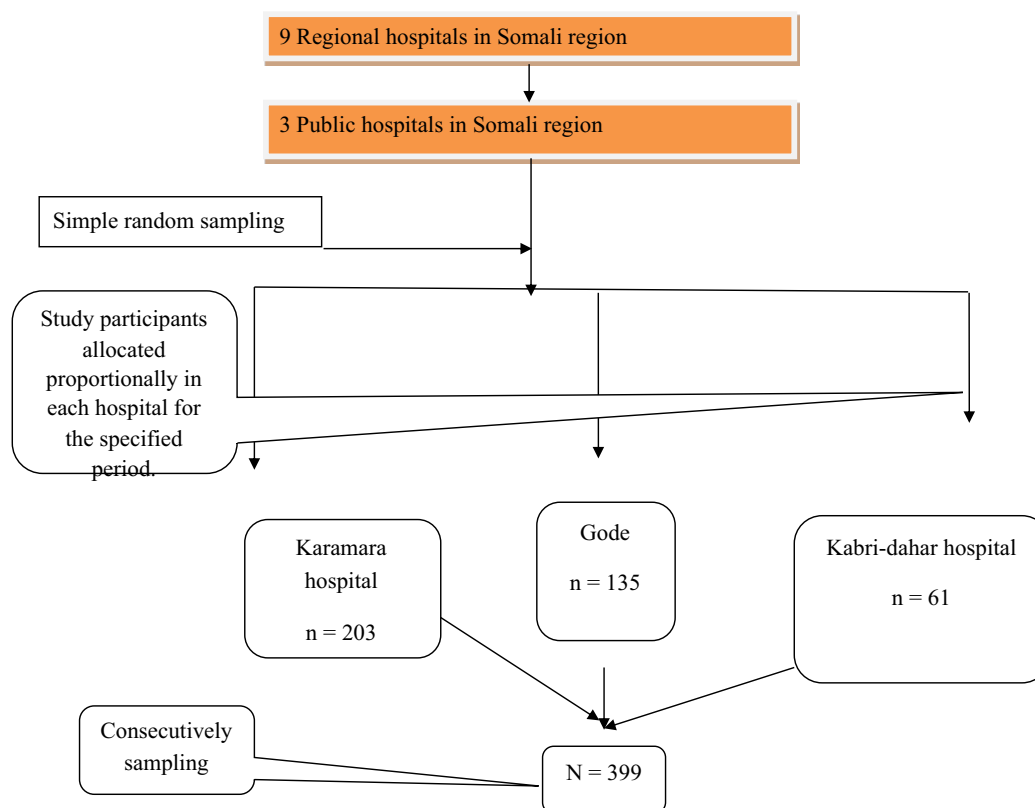 9 Regional hospitals in Somali region
3 Public hospitals in Somali region
Simple random sampling
Study participants
allocated
proportionally in
each hospital for
the specified
period.
Karamara
hospital
n = 203
Gode
n = 135
Kabri-dahar hospital
n = 61
Consecutively
sampling
N = 399